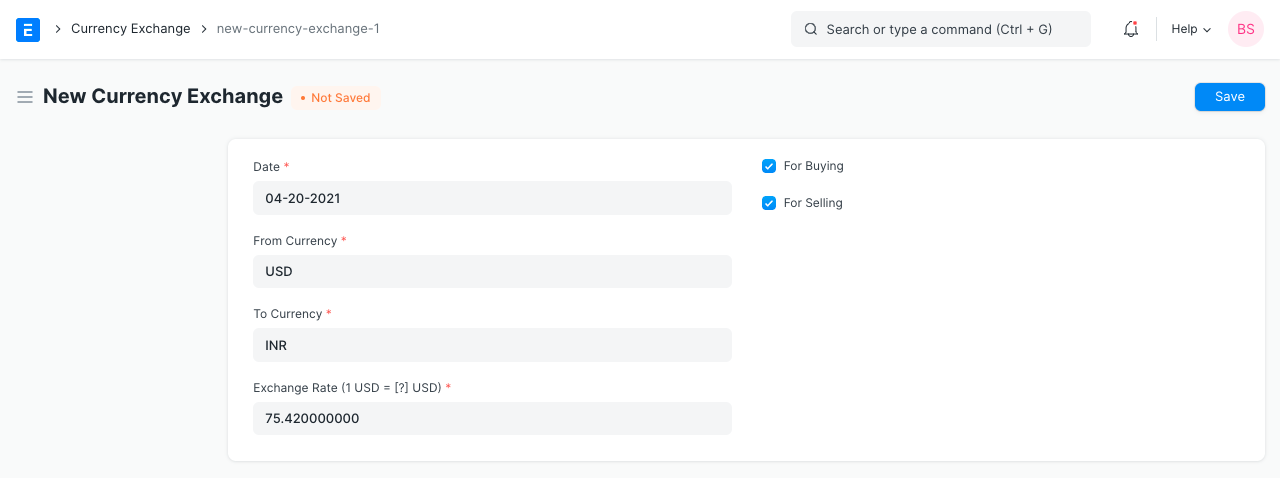 E
Currency Exchange
new-currency-exchange-1
Search or type a command (Ctrl + G)
Help
BS
New Currency Exchange
Not Saved
Save
Date *
04-20-2021
From Currency *
USD
To Currency *
INR
Exchange Rate (1 USD = [?] USD) *
75.420000000
For Buying
For Selling